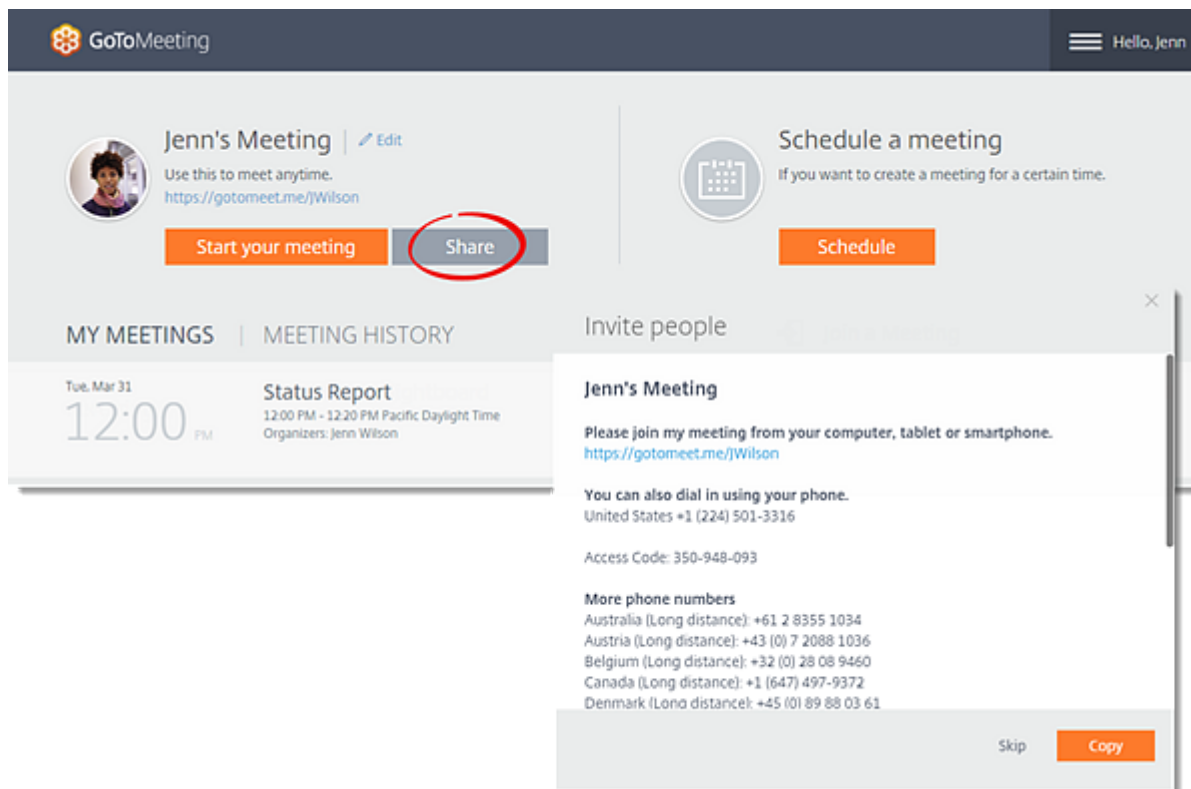 GoToMeeting
Hello, Jenn
Jenn's Meeting | Edit
Use this to meet anytime.
https://gotomeet.me/JWilson
Start your meeting
Share
Schedule a meeting
If you want to create a meeting for a certain time.
Schedule
MY MEETINGS | MEETING HISTORY
Tue, Mar 31
12:00 PM
Status Report
12:00 PM - 12:20 PM Pacific Daylight Time
Organizers: Jenn Wilson
Invite people
Jenn's Meeting
Please join my meeting from your computer, tablet or smartphone.
https://gotomeet.me/JWilson
You can also dial in using your phone.
United States +1 (224) 501-3316
Access Code: 350-948-093
More phone numbers
Australia (Long distance): +61 2 8355 1034
Austria (Long distance): +43 (0) 7 2088 1036
Belgium (Long distance): +32 (0) 28 08 9460
Canada (Long distance): +1 (647) 497-9372
Denmark (Long distance): +45 (0) 89 88 03 61
Skip
Copy